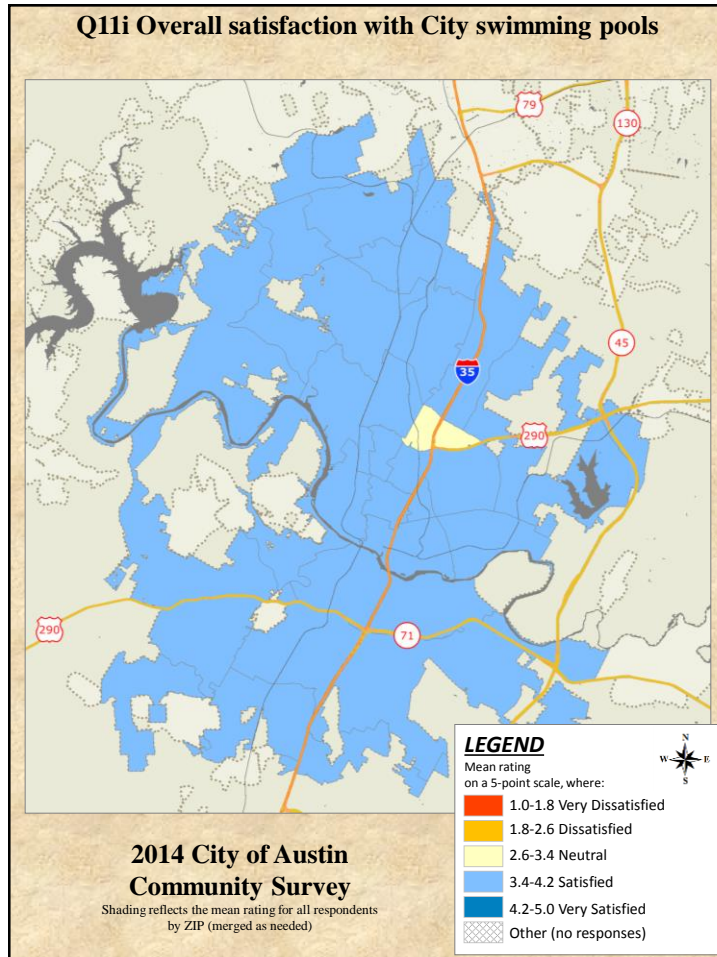 Q11i Overall satisfaction with City swimming pools
79
130
45
35
290
290
71
LEGEND
Mean rating
on a 5-point scale, where:
N
W E
S
1.0-1.8 Very Dissatisfied
1.8-2.6 Dissatisfied
2.6-3.4 Neutral
3.4-4.2 Satisfied
4.2-5.0 Very Satisfied
Other (no responses)
2014 City of Austin
Community Survey
Shading reflects the mean rating for all respondents
by ZIP (merged as needed)